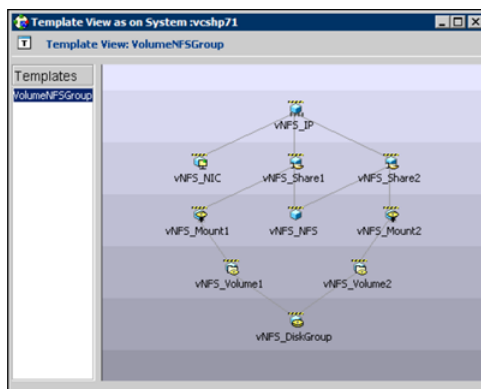 Template View as on System :vcshp71
Template View: VolumeNFSGroup
Templates
VolumeNFSGroup
vNFS_IP
vNFS_NIC vNFS_Share1 vNFS_Share2
vNFS_Mount1 vNFS_NFS vNFS_Mount2
vNFS_Volume1 vNFS_Volume2
vNFS_DiskGroup